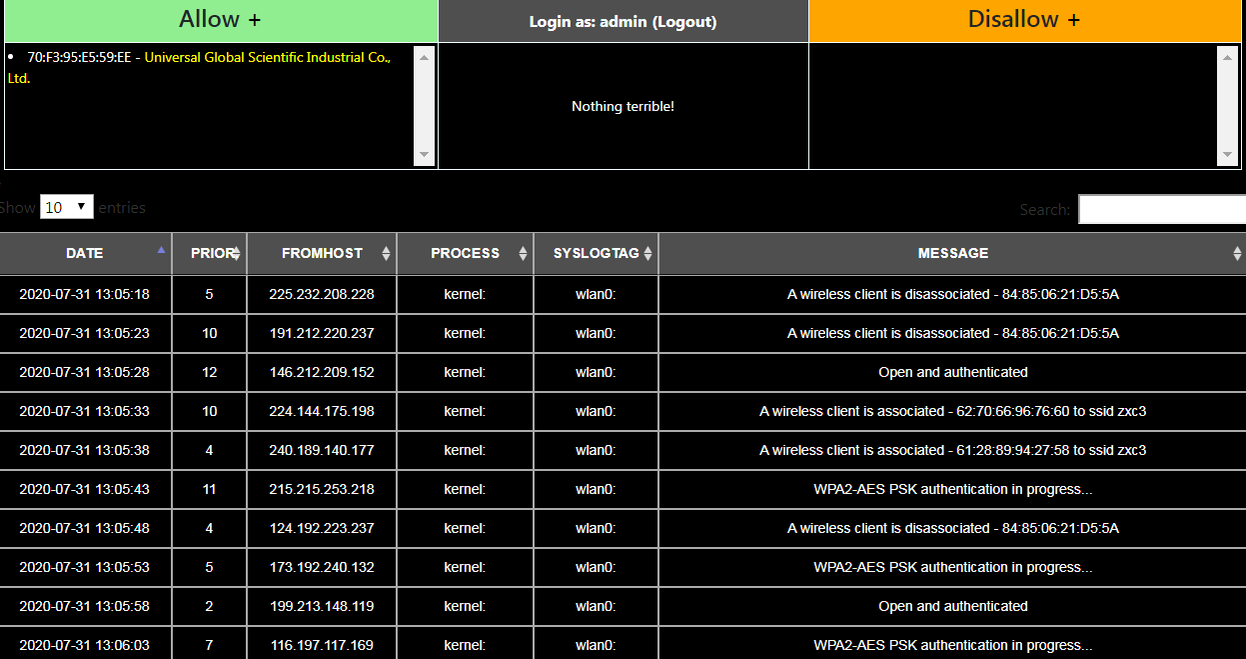 Allow +
Login as: admin (Logout)
Disallow +
70:F3:95:E5:59:EE - Universal Global Scientific Industrial Co.,
Ltd.
Nothing terrible!
Show 10 entries
Search:
DATE PRIOR FROMHOST PROCESS SYSLOGTAG MESSAGE
2020-07-31 13:05:18 5 225.232.208.228 kernel: wlan0: A wireless client is disassociated - 84:85:06:21:D5:5A
2020-07-31 13:05:23 10 191.212.220.237 kernel: wlan0: A wireless client is disassociated - 84:85:06:21:D5:5A
2020-07-31 13:05:28 12 146.212.209.152 kernel: wlan0: Open and authenticated
2020-07-31 13:05:33 10 224.144.175.198 kernel: wlan0: A wireless client is associated - 62:70:66:96:76:60 to ssid zxc3
2020-07-31 13:05:38 4 240.189.140.177 kernel: wlan0: A wireless client is associated - 61:28:89:94:27:58 to ssid zxc3
2020-07-31 13:05:43 11 215.215.253.218 kernel: wlan0: WPA2-AES PSK authentication in progress...
2020-07-31 13:05:48 4 124.192.223.237 kernel: wlan0: A wireless client is disassociated - 84:85:06:21:D5:5A
2020-07-31 13:05:53 5 173.192.240.132 kernel: wlan0: WPA2-AES PSK authentication in progress...
2020-07-31 13:05:58 2 199.213.148.119 kernel: wlan0: Open and authenticated
2020-07-31 13:06:03 7 116.197.117.169 kernel: wlan0: WPA2-AES PSK authentication in progress...